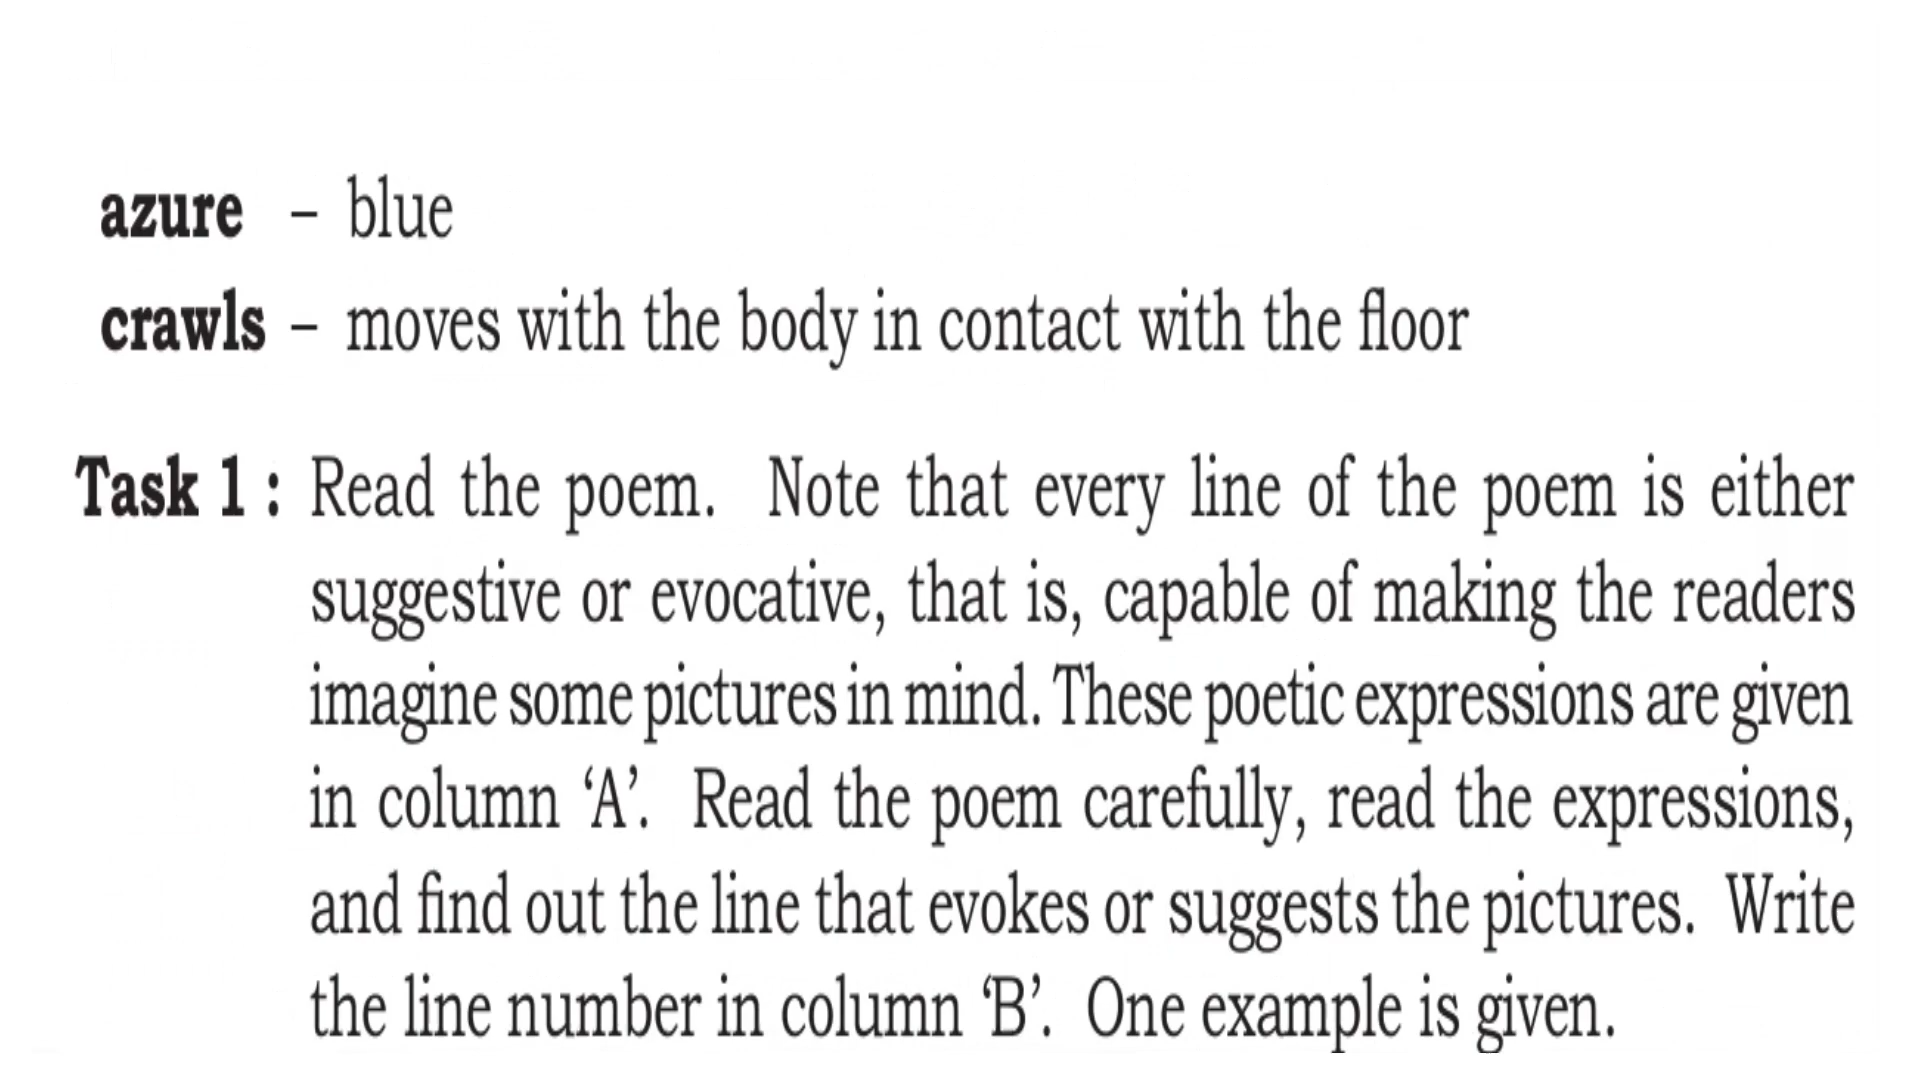 azure – blue
crawls – moves with the body in contact with the floor
Task 1 : Read the poem. Note that every line of the poem is either
suggestive or evocative, that is, capable of making the readers
imagine some pictures in mind. These poetic expressions are given
in column ‘A’. Read the poem carefully, read the expressions,
and find out the line that evokes or suggests the pictures. Write
the line number in column ‘B’. One example is given.